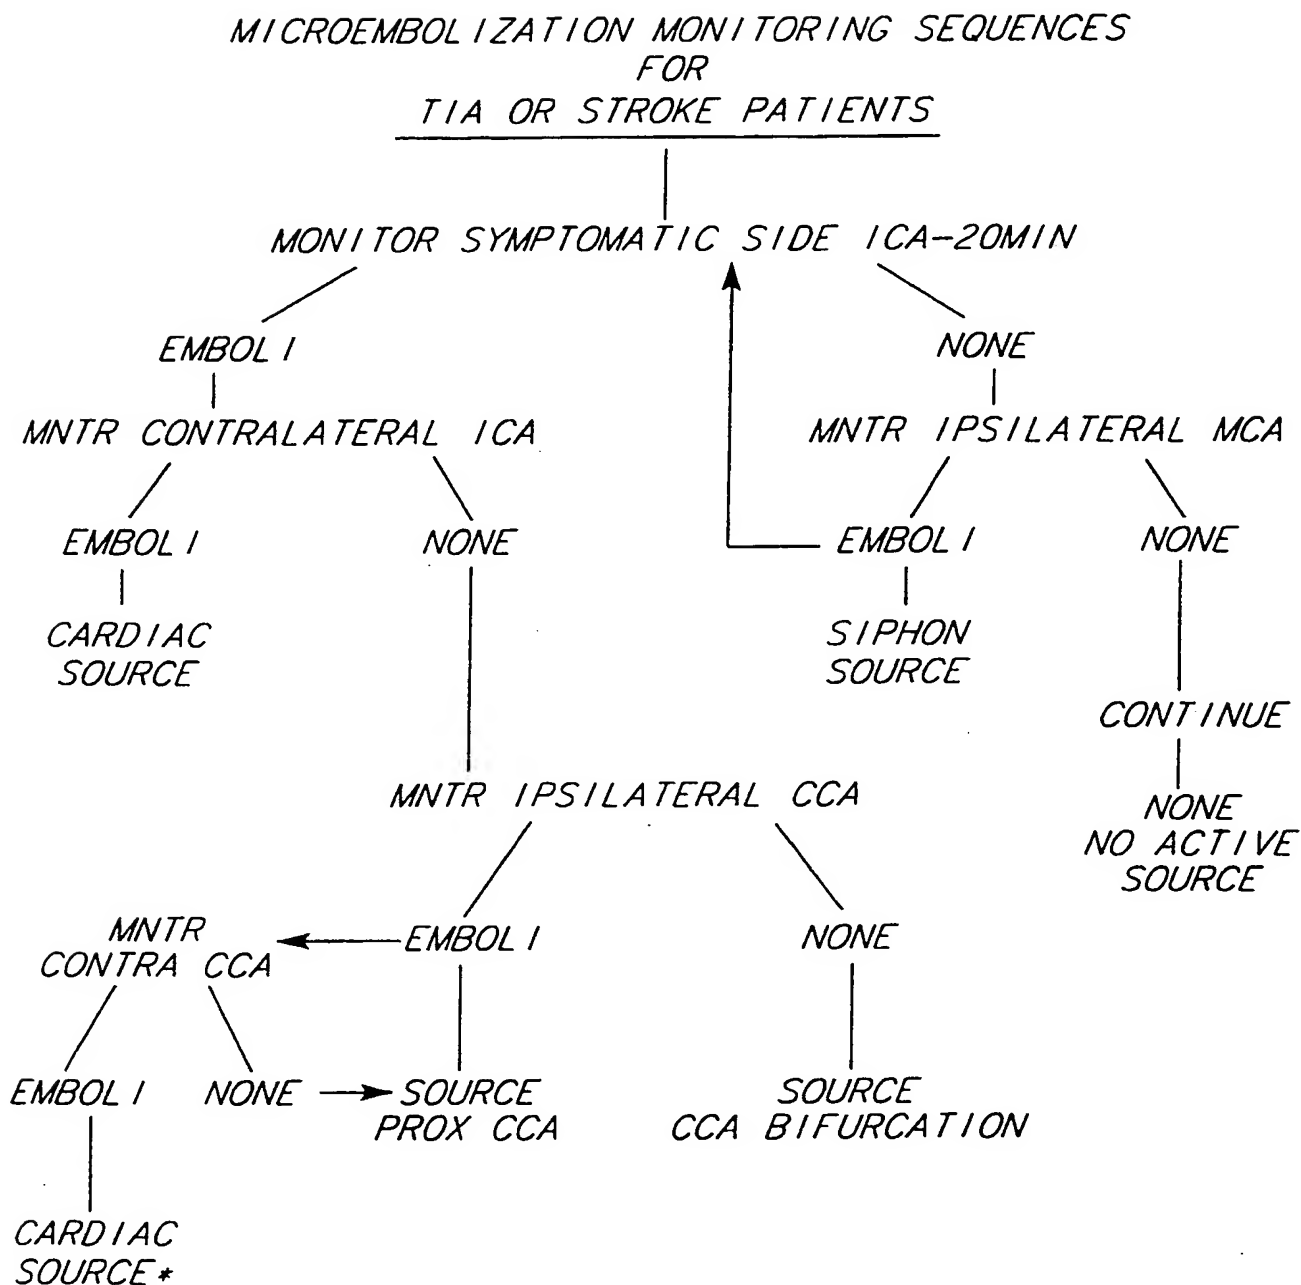 MICROEMBOLIZATION MONITORING SEQUENCES
FOR
TIA OR STROKE PATIENTS
MONITOR SYMPTOMATIC SIDE ICA-20MIN
EMBOLI
NONE
MNTR CONTRALATERAL ICA
MNTR IPSILATERAL MCA
EMBOLI
NONE
EMBOLI
NONE
CARDIAC
SOURCE
SIPHON
SOURCE
CONTINUE
MNTR IPSILATERAL CCA
NONE
NO ACTIVE
SOURCE
MNTR
CONTRA CCA
EMBOLI
NONE
EMBOLI
NONE
SOURCE
PROX CCA
SOURCE
CCA BIFURCATION
CARDIAC
SOURCE*